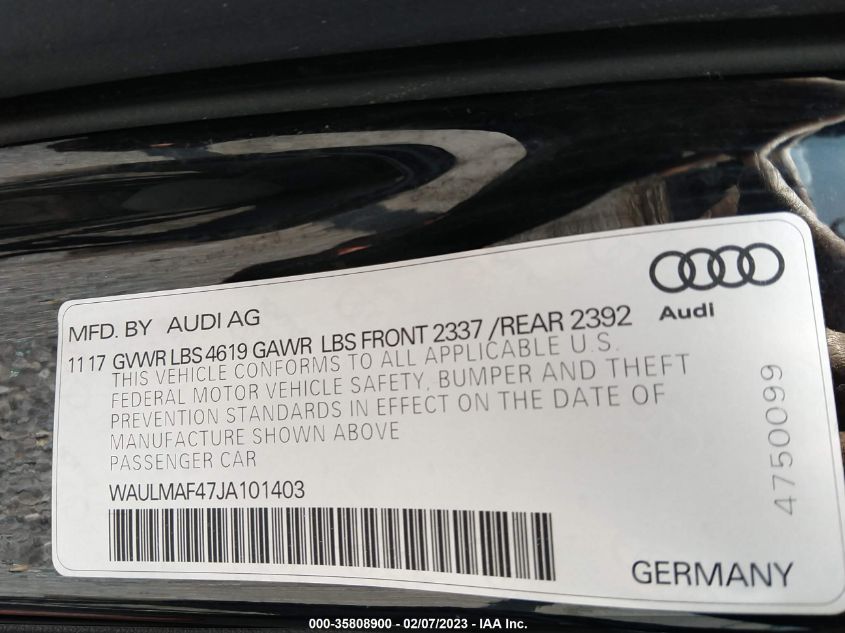 Audi
MFD. BY AUDI AG
11 17 GVWR LBS 4619 GAWR LBS FRONT 2337 /REAR 2392
THIS VEHICLE CONFORMS TO ALL APPLICABLE U.S.
FEDERAL MOTOR VEHICLE SAFETY, BUMPER AND THEFT
PREVENTION STANDARDS IN EFFECT ON THE DATE OF
MANUFACTURE SHOWN ABOVE
PASSENGER CAR
WAULMAF47JA101403
4750099
GERMANY
000-35808900 - 02/07/2023 - IAA Inc.